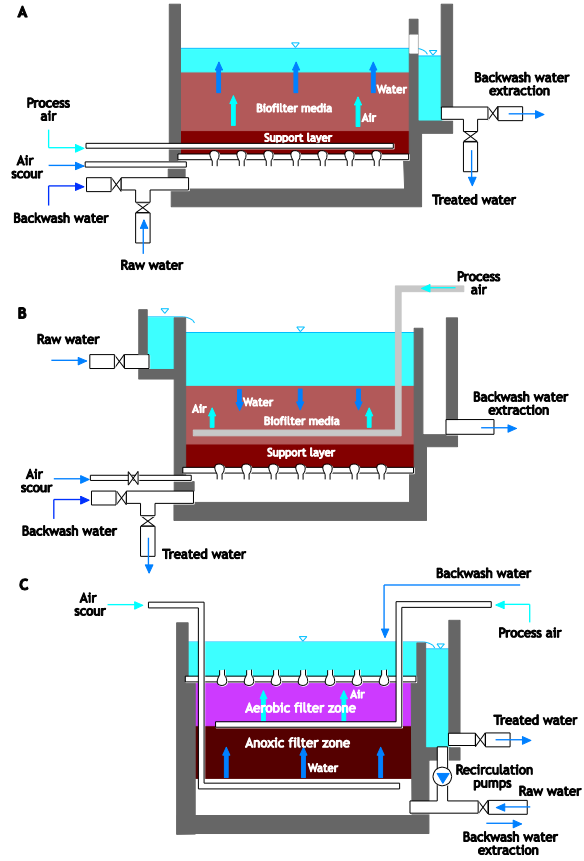 A
Backwash water
extraction
Water
Process
air
Biofilter media
Air
Support layer
Air
scour
Backwash water
Treated water
Raw water
Process
air
B
Raw water
Backwash water
extraction
Air
Water
Biofilter media
Support layer
Air
scour
Backwash water
Treated water
C
Backwash water
Air
scour
Process air
Air
Aerobic filter zone
Treated water
Anoxic filter zone
Water
Recirculation
pumps
Raw water
Backwash water
extraction